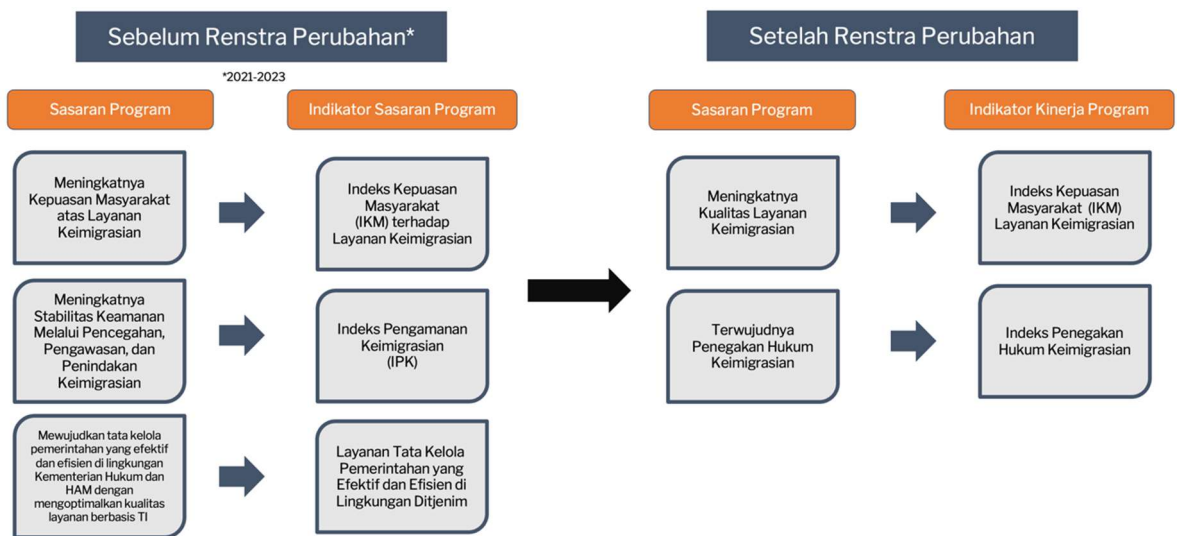 Sebelum Renstra Perubahan*
*2021-2023
Sasaran Program
Indikator Sasaran Program
Meningkatnya
Kepuasan Masyarakat
atas Layanan
Keimigrasian
Indeks Kepuasan
Masyarakat
(IKM) terhadap
Layanan Keimigrasian
Meningkatnya
Stabilitas Keamanan
Melalui Pencegahan,
Pengawasan, dan
Penindakan
Keimigrasian
Indeks Pengamanan
Keimigrasian
(IPK)
Mewujudkan tata kelola
pemerintahan yang efektif
dan efisien di lingkungan
Kementerian Hukum dan
HAM dengan
mengoptimalkan kualitas
layanan berbasis TI
Layanan Tata Kelola
Pemerintahan yang
Efektif dan Efisien di
Lingkungan Ditjenim
Setelah Renstra Perubahan
Sasaran Program
Indikator Kinerja Program
Meningkatnya
Kualitas Layanan
Keimigrasian
Indeks Kepuasan
Masyarakat (IKM)
Layanan Keimigrasian
Terwujudnya
Penegakan Hukum
Keimigrasian
Indeks Penegakan
Hukum Keimigrasian